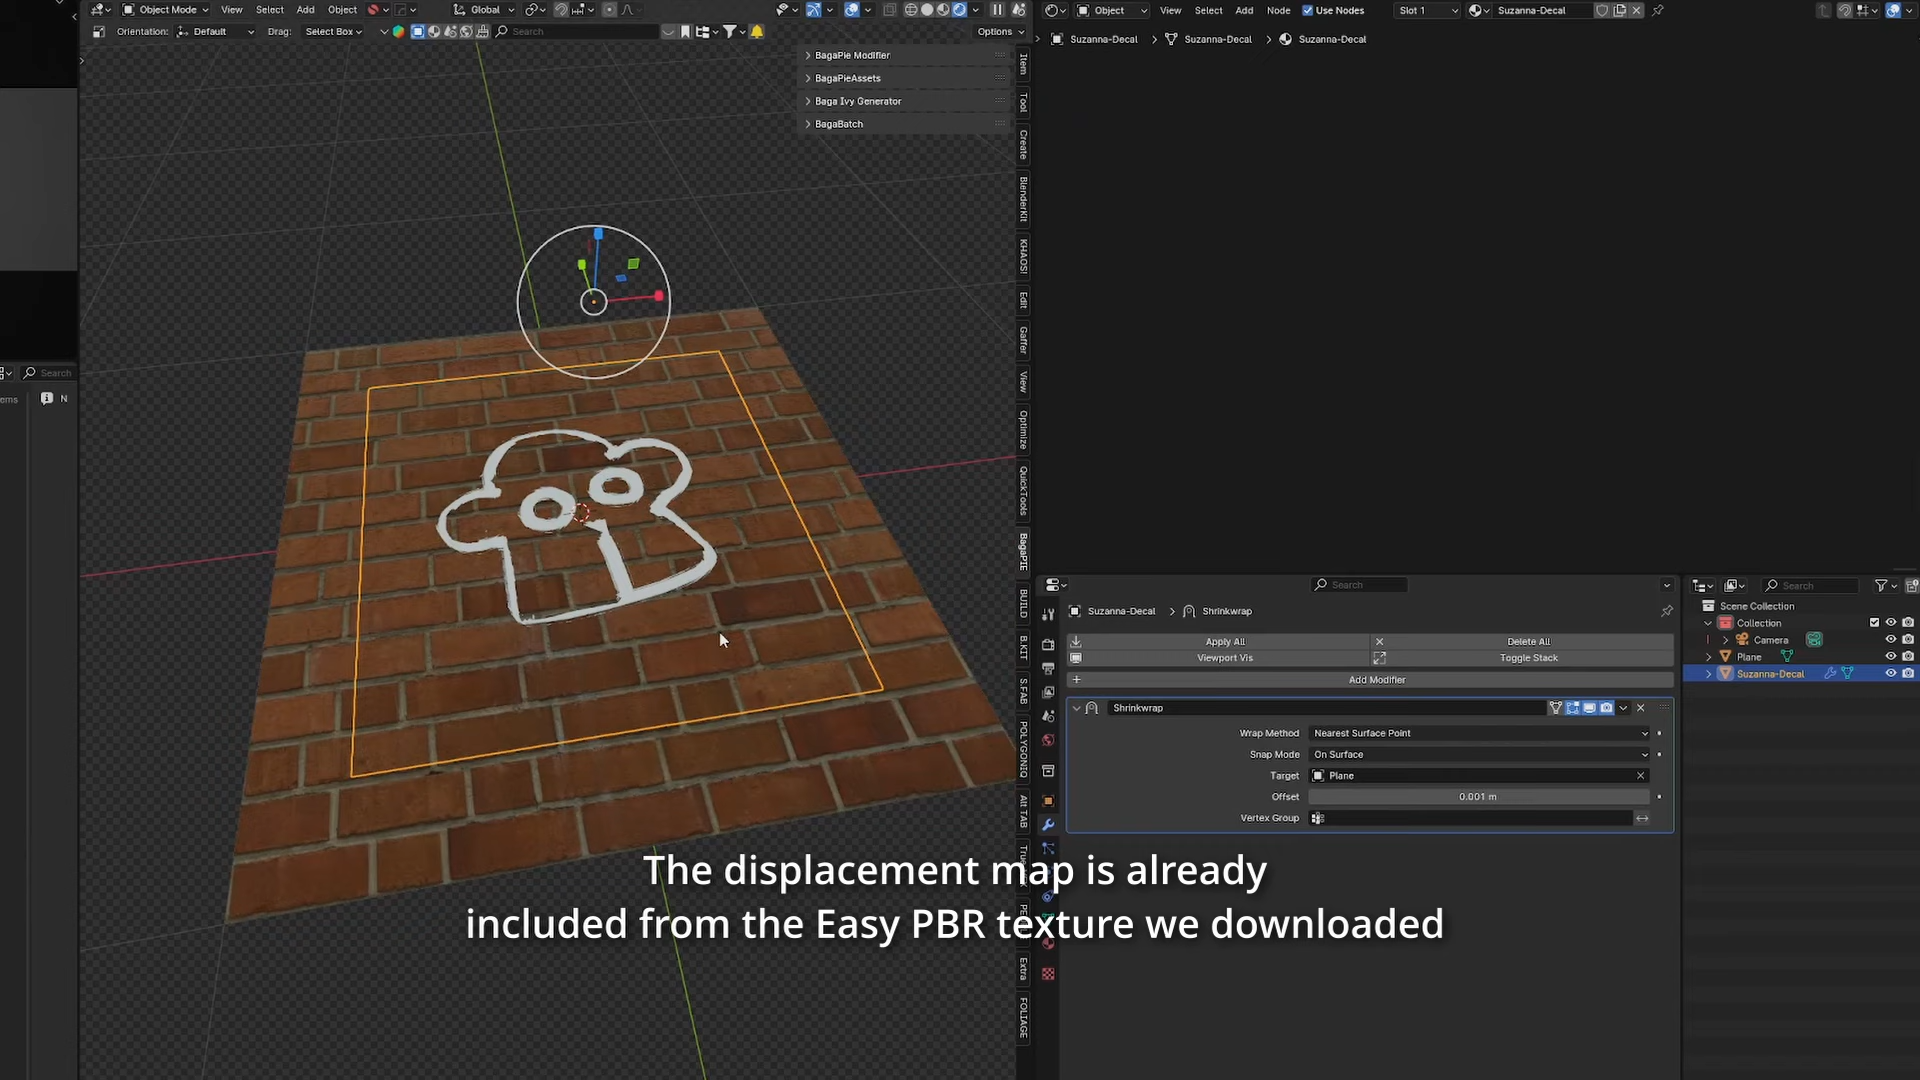 Object Mode View Select Add Object Global
Object View Select Add Node Use Nodes Slot 1 Suzanna-Decal
Orientation: Default Drag: Select Box Search Options
Suzanna-Decal Suzanna-Decal Suzanna-Decal
BagaPie Modifier
BagaPieAssets
Baga Ivy Generator
BagaBatch
Item
Tool
Create
BlenderKit
KHAOS!
Edit
Gaffer
View
Optimize
QuickTools
BagaPIE
BUILD
B.KIT
S.FAB
POLYGONIQ
Alt TAB
Extra
FOLIAGE
Search
ems N
Search
Suzanna-Decal Shrinkwrap
Apply All Delete All
Viewport Vis Toggle Stack
Add Modifier
Shrinkwrap
Wrap Method Nearest Surface Point
Snap Mode On Surface
Target Plane
Offset 0.001 m
Vertex Group
Search
Scene Collection
Collection
Camera
Plane
Suzanna-Decal
The displacement map is already
included from the Easy PBR texture we downloaded